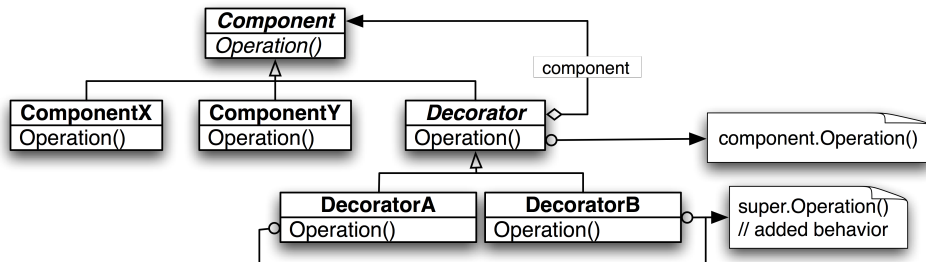 Component
Operation()
component
ComponentX
Operation()
ComponentY
Operation()
Decorator
Operation()
component.Operation()
DecoratorA
Operation()
DecoratorB
Operation()
super.Operation()
// added behavior